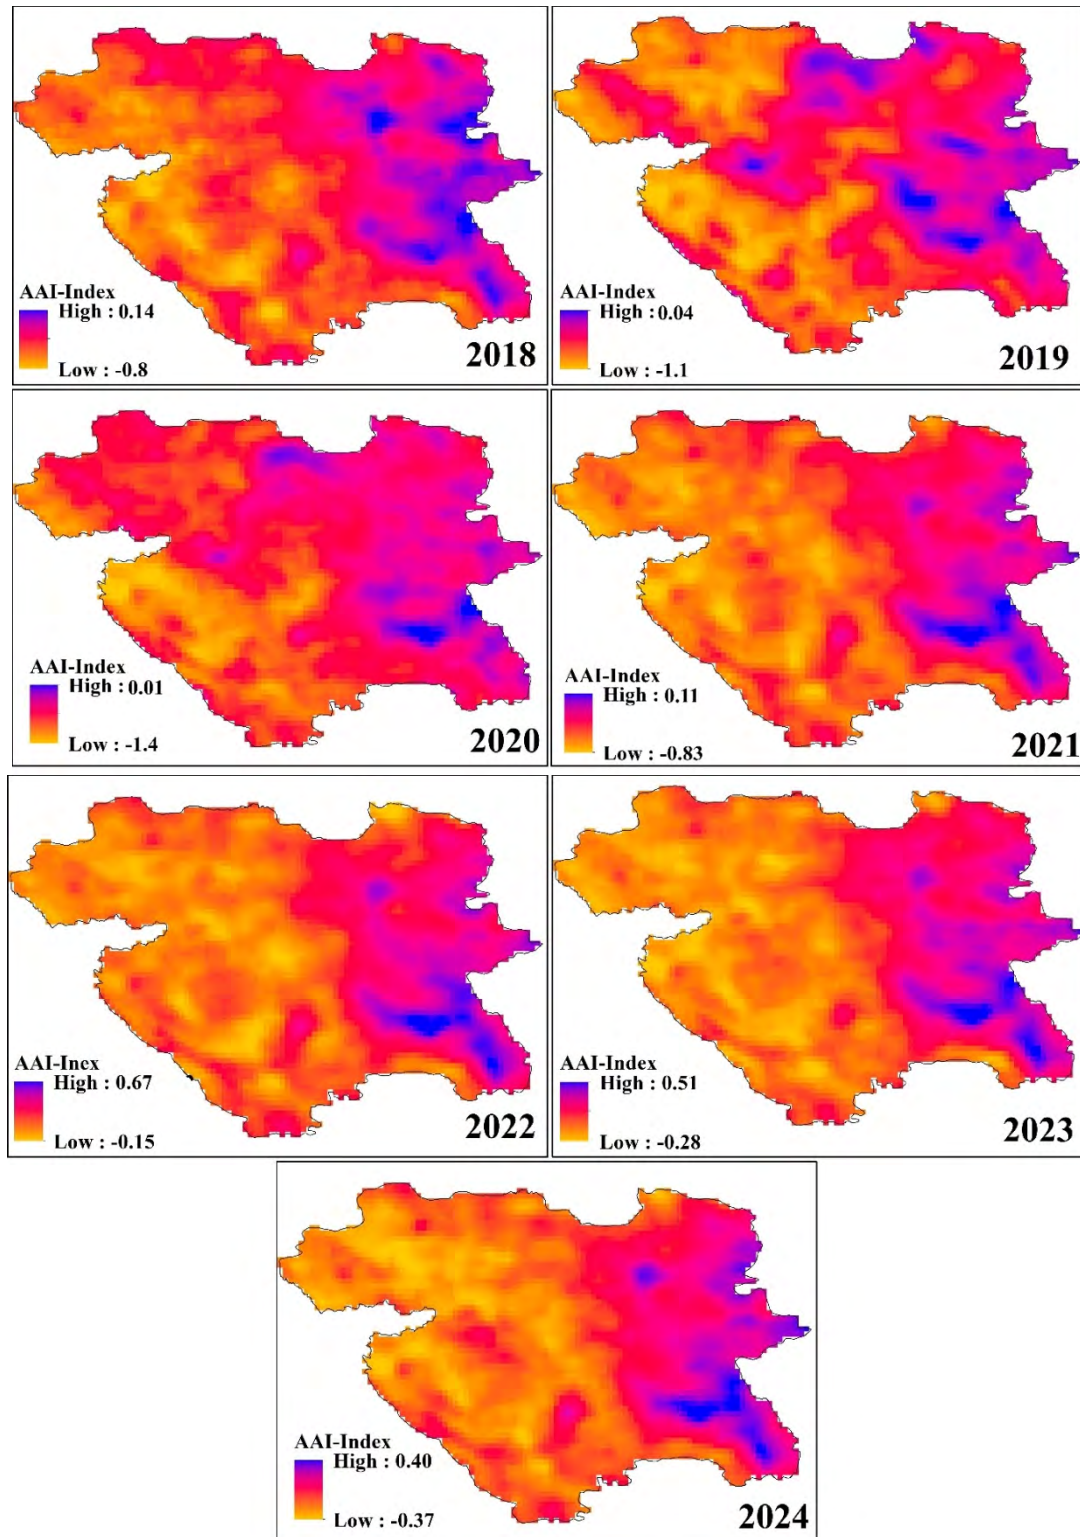 AAI-Index
High : 0.14
Low : -0.8
2018
AAI-Index
High : 0.04
Low : -1.1
2019
AAI-Index
High : 0.01
Low : -1.4
2020
AAI-Index
High : 0.11
Low : -0.83
2021
AAI-Incx
High : 0.67
Low : -0.15
2022
AAI-Index
High : 0.51
Low : -0.28
2023
AAI-Index
High : 0.40
Low : -0.37
2024